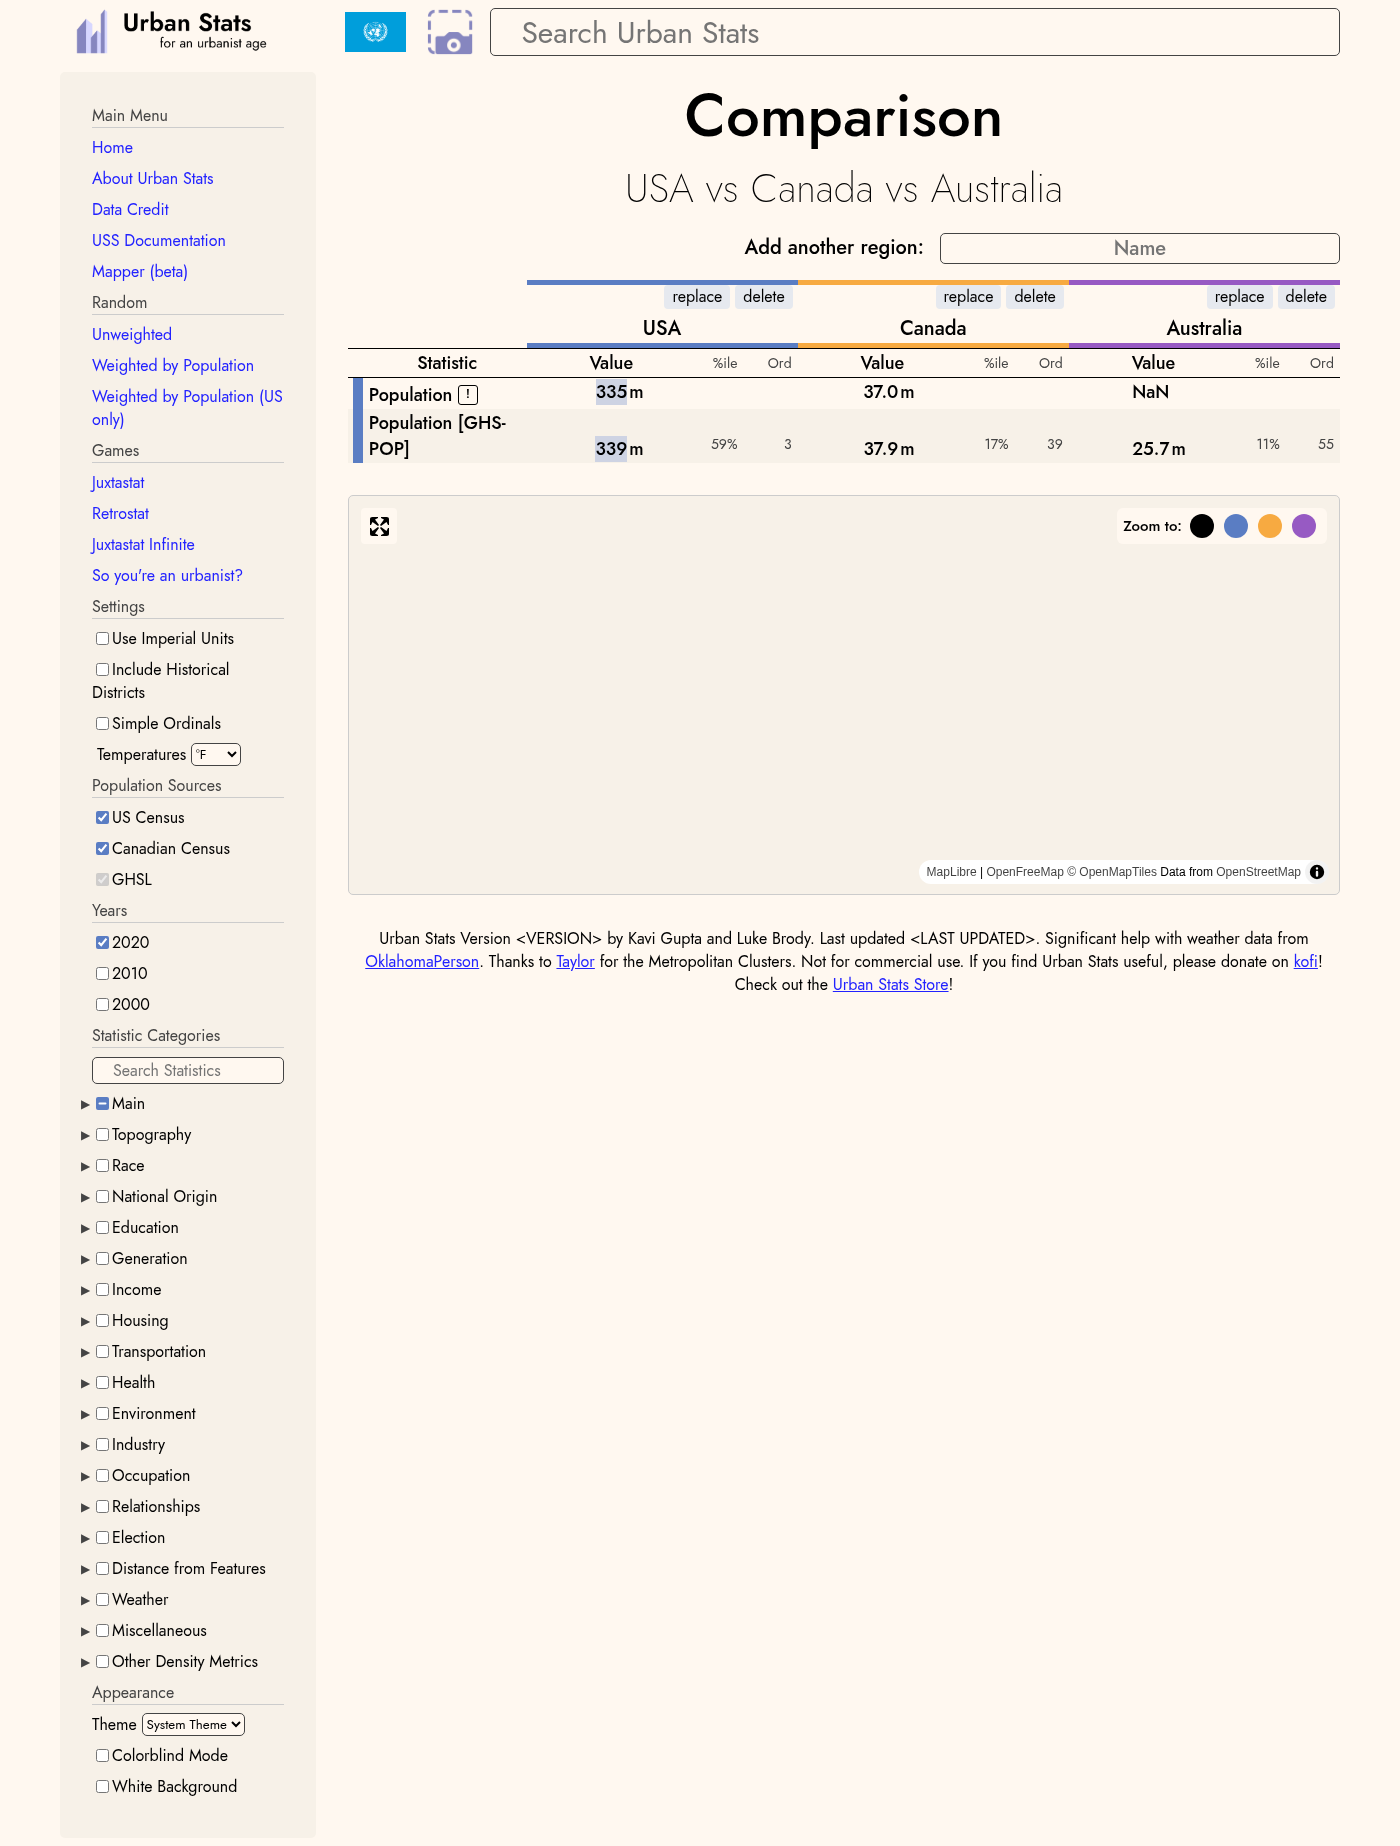 Urban Stats
for an urbanist age
Search Urban Stats
Main Menu
Home
About Urban Stats
Data Credit
USS Documentation
Mapper (beta)
Random
Unweighted
Weighted by Population
Weighted by Population (US
only)
Games
Juxtastat
Retrostat
Juxtastat Infinite
So you're an urbanist?
Settings
Use Imperial Units
Include Historical
Districts
Simple Ordinals
Temperatures °F
Population Sources
US Census
Canadian Census
GHSL
Years
2020
2010
2000
Statistic Categories
Search Statistics
Main
Topography
Race
National Origin
Education
Generation
Income
Housing
Transportation
Health
Environment
Industry
Occupation
Relationships
Election
Distance from Features
Weather
Miscellaneous
Other Density Metrics
Appearance
Theme System Theme
Colorblind Mode
White Background
Comparison
USA vs Canada vs Australia
Add another region: Name
replace delete replace delete replace delete
USA Canada Australia
Statistic Value %ile Ord Value %ile Ord Value %ile Ord
Population ! 335 m 37.0 m NaN
Population [GHS-
POP] 339 m 59% 3 37.9 m 17% 39 25.7 m 11% 55
Zoom to:
MapLibre | OpenFreeMap © OpenMapTiles Data from OpenStreetMap
Urban Stats Version <VERSION> by Kavi Gupta and Luke Brody. Last updated <LAST UPDATED>. Significant help with weather data from
OklahomaPerson. Thanks to Taylor for the Metropolitan Clusters. Not for commercial use. If you find Urban Stats useful, please donate on kofi!
Check out the Urban Stats Store!